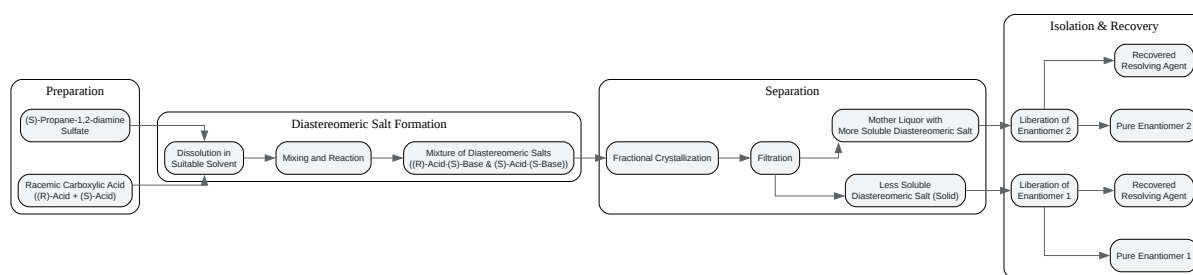 Preparation
(S)-Propane-1,2-diamine
Sulfate
Racemic Carboxylic Acid
((R)-Acid + (S)-Acid)
Diastereomeric Salt Formation
Dissolution in
Suitable Solvent
Mixing and Reaction
Mixture of Diastereomeric Salts
((R)-Acid·(S)-Base & (S)-Acid·(S-Base))
Separation
Fractional Crystallization
Filtration
Mother Liquor with
More Soluble Diastereomeric Salt
Less Soluble
Diastereomeric Salt (Solid)
Isolation & Recovery
Liberation of
Enantiomer 2
Recovered
Resolving Agent
Pure Enantiomer 2
Liberation of
Enantiomer 1
Recovered
Resolving Agent
Pure Enantiomer 1